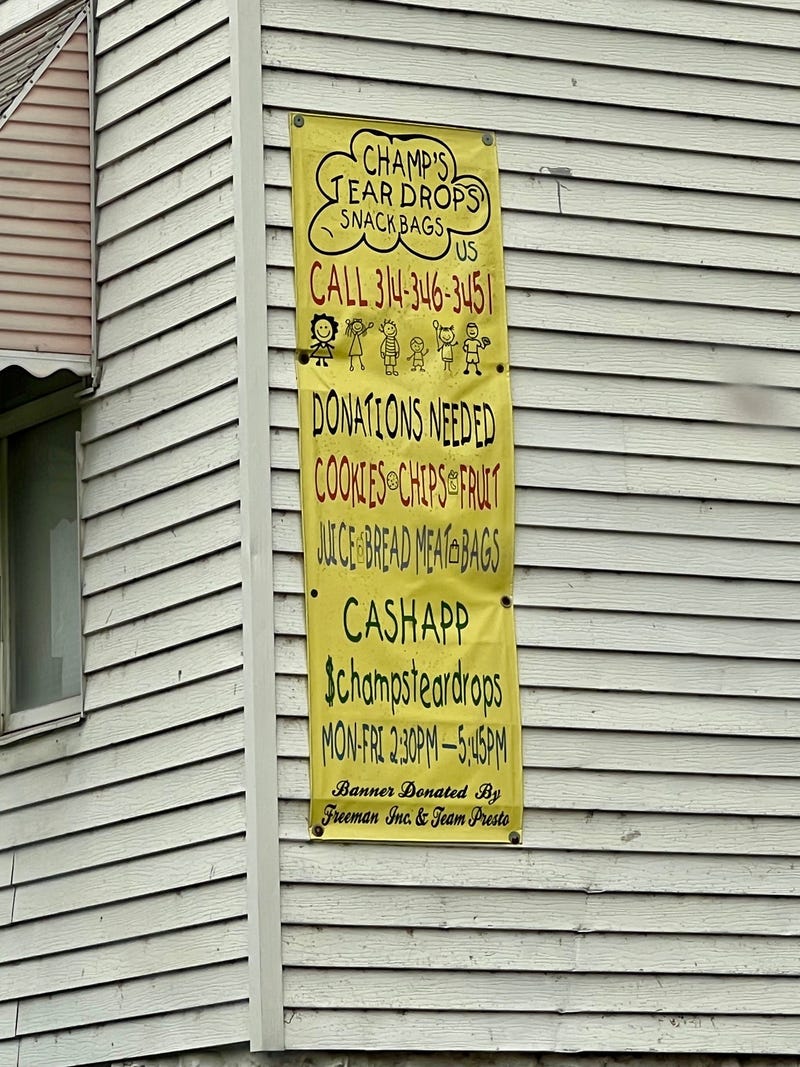 CHAMP'S
TEAR DROPS
SNACK BAGS
US
CALL 314-346-3451
DONATIONS NEEDED
COOKIES CHIPS FRUIT
JUICE BREAD MEAT BAGS
CASHAPP
$champsteardrops
MON-FRI 2:30PM - 5:45PM
Banner Donated By
Freeman Inc. & Team Presto